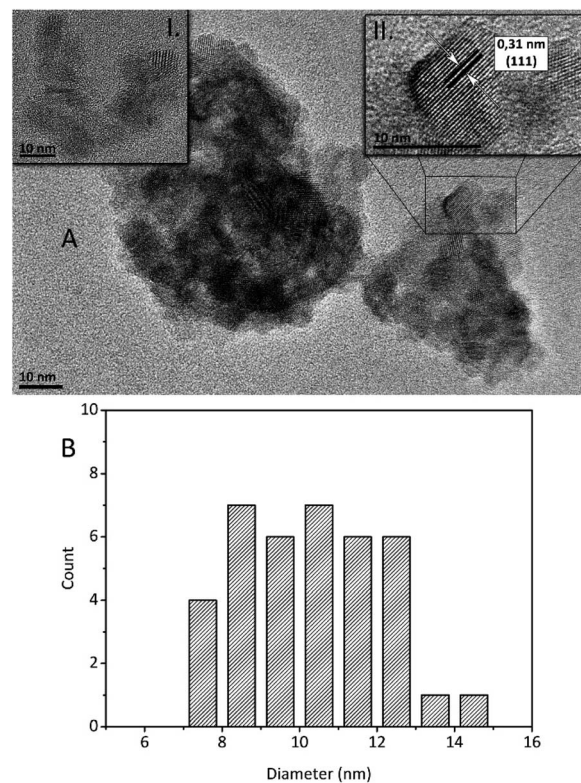 I.
10 nm
II.
0,31 nm
(111)
10 nm
A
10 nm
B
10
8
6
4
2
0
Count
6
8
10
12
14
16
Diameter (nm)